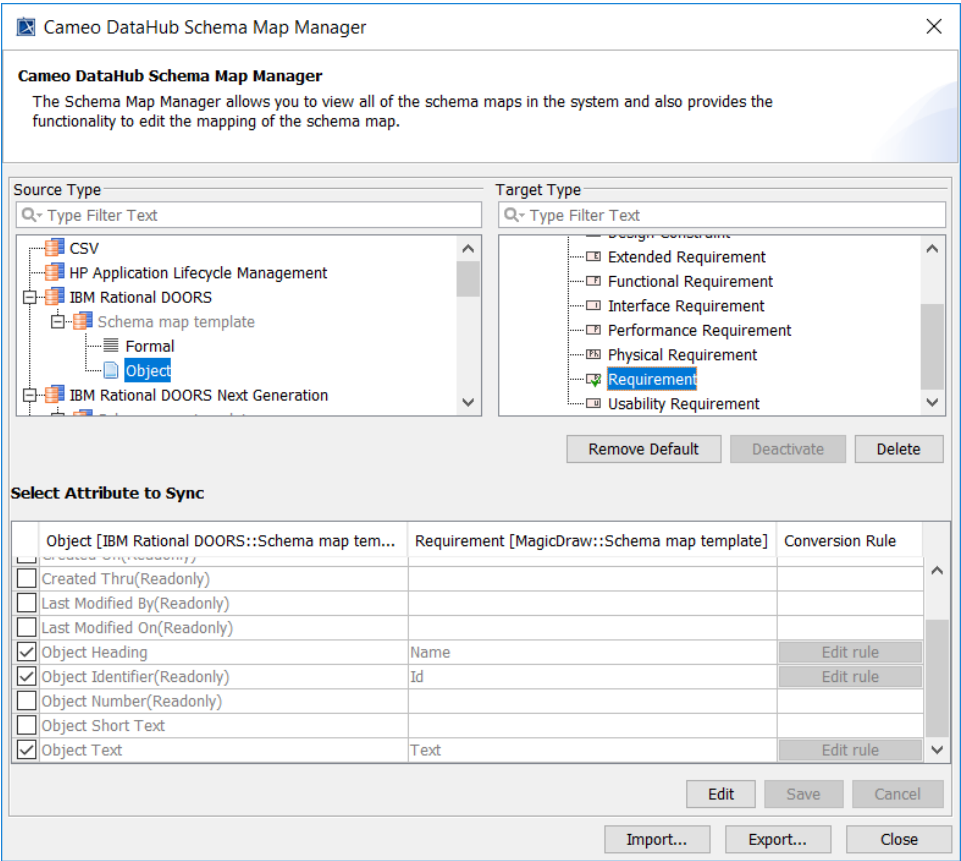 Cameo DataHub Schema Map Manager
Cameo DataHub Schema Map Manager
The Schema Map Manager allows you to view all of the schema maps in the system and also provides the
functionality to edit the mapping of the schema map.
Source Type
Target Type
Type Filter Text
Type Filter Text
CSV
HP Application Lifecycle Management
IBM Rational DOORS
Schema map template
Formal
Object
IBM Rational DOORS Next Generation
Design Constraint
Extended Requirement
Functional Requirement
Interface Requirement
Performance Requirement
Physical Requirement
Requirement
Usability Requirement
Remove Default
Deactivate
Delete
Select Attribute to Sync
Object [IBM Rational DOORS::Schema map tem... Requirement [MagicDraw::Schema map template] Conversion Rule
Created On(Readonly)
Created Thru(Readonly)
Last Modified By(Readonly)
Last Modified On(Readonly)
Object Heading Name Edit rule
Object Identifier(Readonly) Id Edit rule
Object Number(Readonly)
Object Short Text
Object Text Text Edit rule
Edit Save Cancel
Import... Export... Close